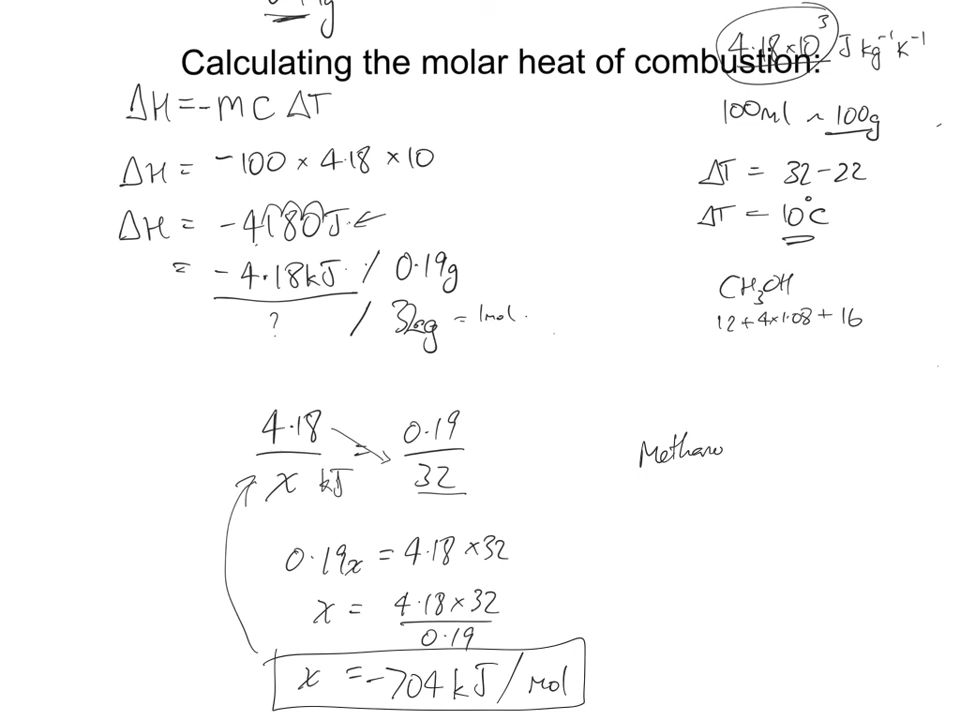 Calculating the molar heat of combustion:
4.18×10³ J kg⁻¹ K⁻¹
ΔH = -mCΔT
100ml ~ 100g
ΔH = -100 × 4.18 × 10
ΔT = 32-22
ΔH = -4180J.
ΔT = 10°C
= -4.18kJ / 0.19g
CH₃OH
? / 32g = 1mol.
12+4×1.08+16
4.18 / x kJ = 0.19 / 32
Methano
0.19x = 4.18×32
x = 4.18×32 / 0.19
x = -704kJ/mol